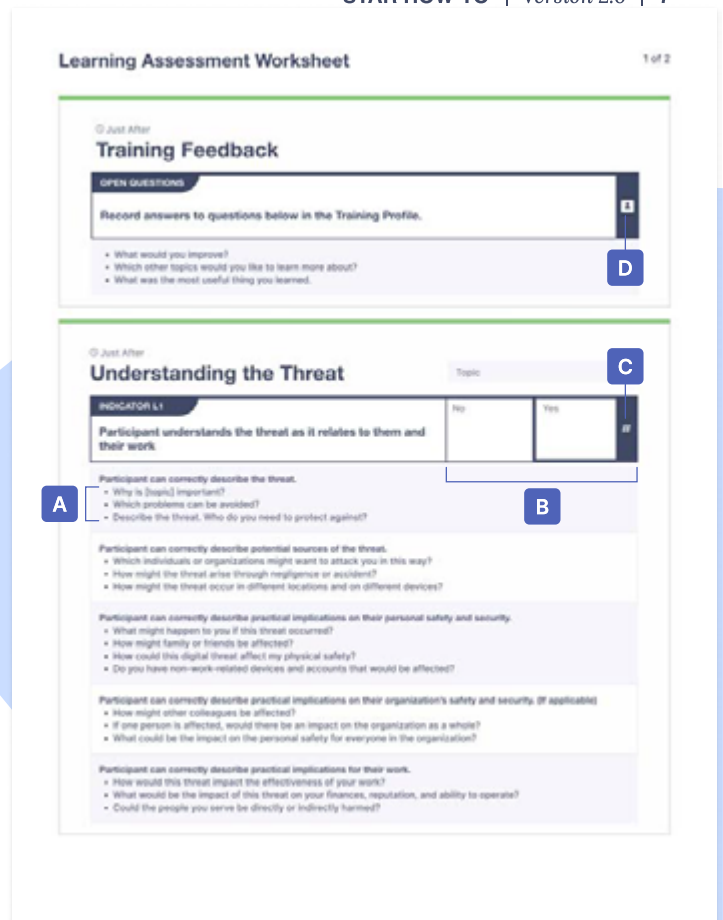 STAR HOW-TO | Version 2.0 | 7
Learning Assessment Worksheet
1 of 2
Just After
Training Feedback
OPEN QUESTIONS
Record answers to questions below in the Training Profile.
• What would you improve?
• Which other topics would you like to learn more about?
• What was the most useful thing you learned.
D
Just After
Understanding the Threat
Topic
C
INDICATOR L1
No
Yes
Participant understands the threat as it relates to them and
their work
#
Participant can correctly describe the threat.
A
• Why is [topic] important?
• Which problems can be avoided?
• Describe the threat. Who do you need to protect against?
B
Participant can correctly describe potential sources of the threat.
• Which individuals or organizations might want to attack you in this way?
• How might the threat arise through negligence or accident?
• How might the threat occur in different locations and on different devices?
Participant can correctly describe practical implications on their personal safety and security.
• What might happen to you if this threat occurred?
• How might family or friends be affected?
• How could this digital threat affect my physical safety?
• Do you have non-work-related devices and accounts that would be affected?
Participant can correctly describe practical implications on their organization's safety and security. (If applicable)
• How might other colleagues be affected?
• If one person is affected, would there be an impact on the organization as a whole?
• What could be the impact on the personal safety for everyone in the organization?
Participant can correctly describe practical implications for their work.
• How would this threat impact the effectiveness of your work?
• What would be the impact of this threat on your finances, reputation, and ability to operate?
• Could the people you serve be directly or indirectly harmed?